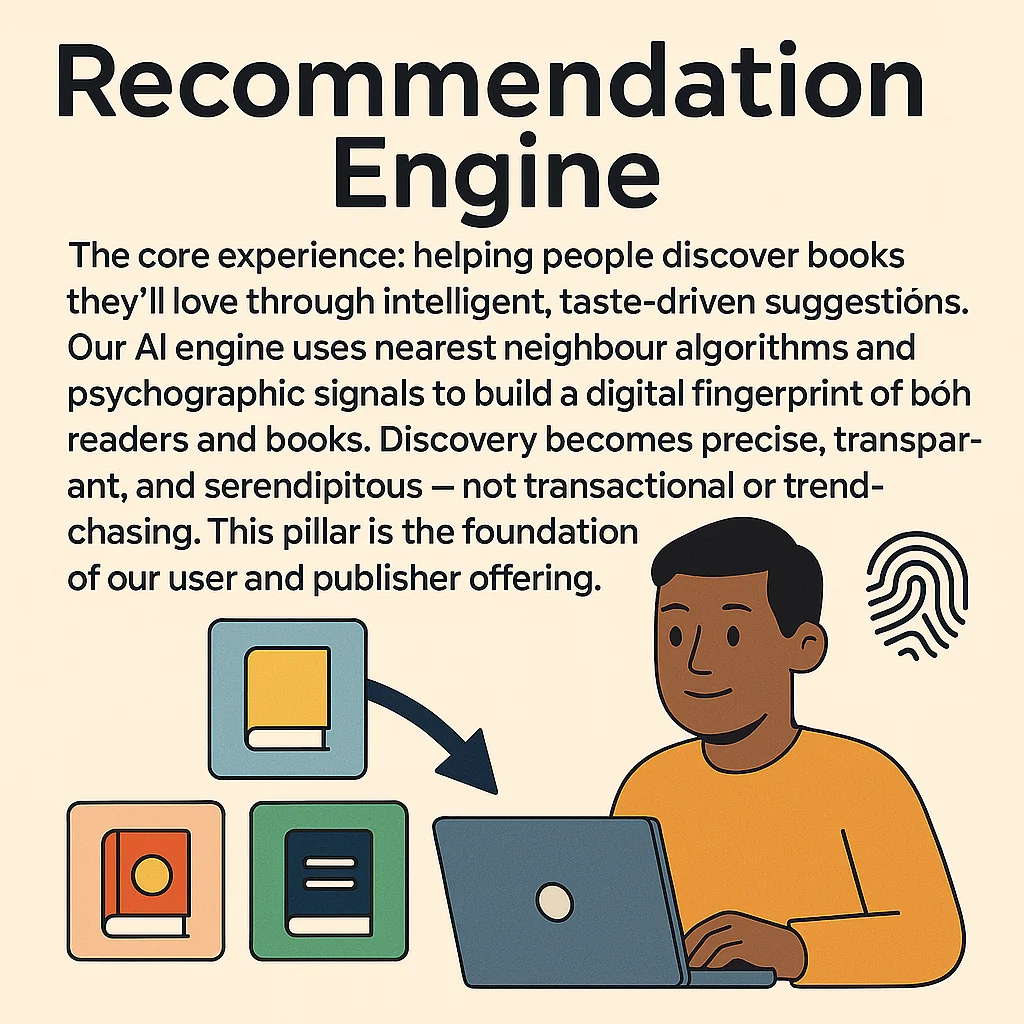 Recommendation
Engine
The core experience: helping people discover books
they’ll love through intelligent, taste-driven suggestións.
Our AI engine uses nearest neighbour algorithms and
psychographic signals to build a digital fingerprint of bóh
readers and books. Discovery becomes precise, transpar-
ant, and serendipitous — not transactional or trend-
chasing. This pillar is the foundation
of our user and publisher offering.